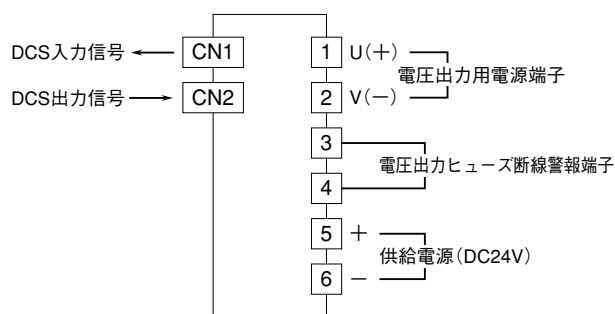 DCS入力信号 CN1 1 U(+)
電圧出力用電源端子
DCS出力信号 CN2 2 V(−)
3
電圧出力ヒューズ断線警報端子
4
5 +
供給電源(DC24V)
6 −